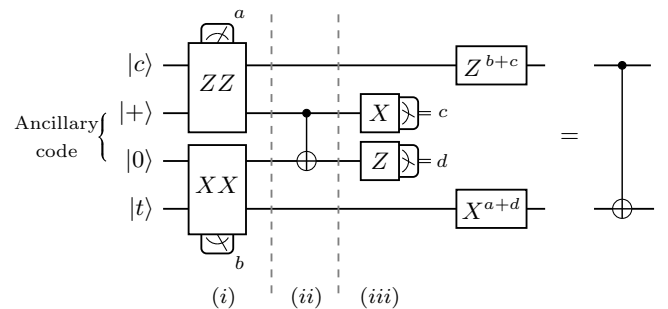 a
|c⟩
ZZ
Z^{b+c}
|+⟩
X
= c
Ancillary
code
=
|0⟩
XX
Z
= d
|t⟩
X^{a+d}
b
(i)
(ii)
(iii)